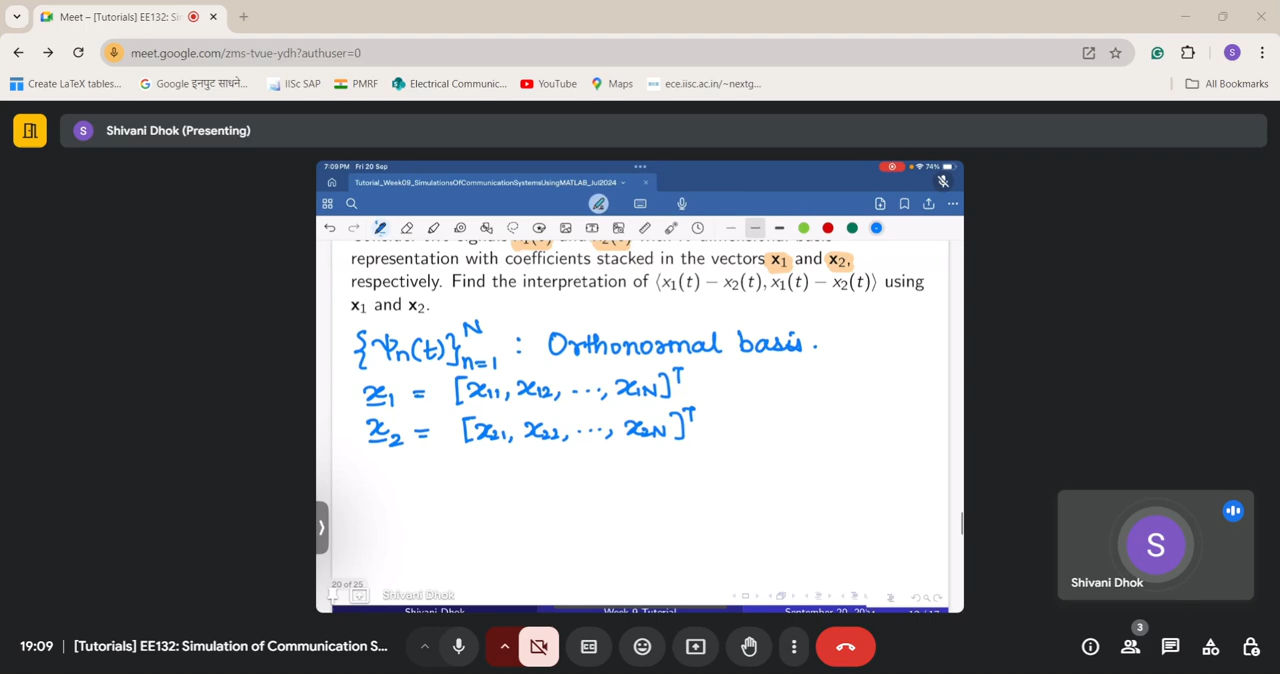 Meet – [Tutorials] EE132: Si
meet.google.com/zms-tvue-ydh?authuser=0
Create LaTeX tables... Google इनपुट साधने... IISc SAP PMRF Electrical Communic... YouTube Maps ece.iisc.ac.in/~nextg... All Bookmarks
S Shivani Dhok (Presenting)
7:09 PM Fri 20 Sep 74%
Tutorial_Week09_SimulationsOfCommunicationSystemsUsingMATLAB_Jul2024
representation with coefficients stacked in the vectors x1 and x2,
respectively. Find the interpretation of ⟨x1(t) − x2(t), x1(t) − x2(t)⟩ using
x1 and x2.
{ψn(t)}ⁿ⁼¹ᴺ : Orthonormal basis.
x1 = [x11, x12, ..., x1N]ᵀ
x2 = [x21, x22, ..., x2N]ᵀ
20 of 25
Shivani Dhok
Shivani Dhok Week 9 Tutorial
S
Shivani Dhok
19:09 | [Tutorials] EE132: Simulation of Communication S...
3